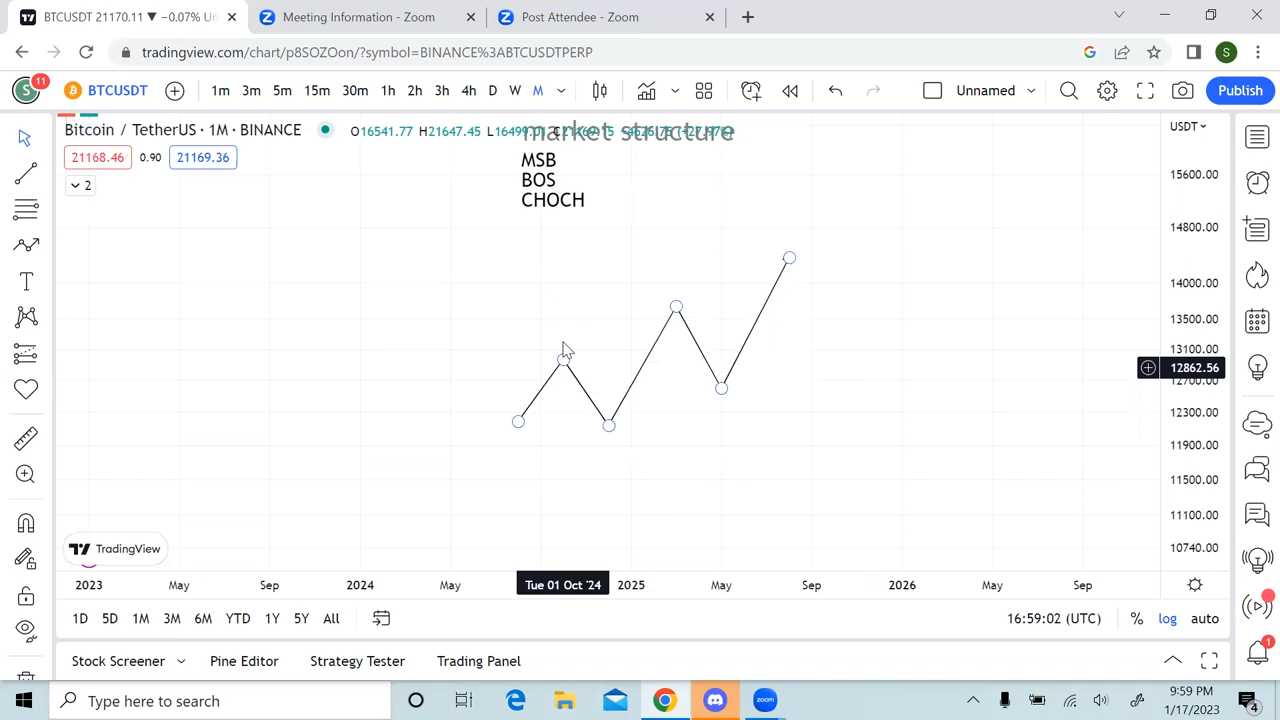 BTCUSDT 21170.11 ▼ −0.07%
Meeting Information - Zoom
Post Attendee - Zoom
tradingview.com/chart/p8SOZOon/?symbol=BINANCE%3ABTCUSDTPERP
S
S
11
BTCUSDT
1m 3m 5m 15m 30m 1h 2h 3h 4h D W M
Unnamed
Publish
Bitcoin / TetherUS · 1M · BINANCE
O16541.77 H21647.45
market structure
USDT
21168.46 0.90 21169.36
2
MSB
BOS
CHOCH
15600.00
14800.00
14000.00
13500.00
13100.00
12862.56
12700.00
12300.00
11900.00
11500.00
11100.00
10740.00
TradingView
2023 May Sep 2024 May Tue 01 Oct '24 2025 May Sep 2026 May Sep
1D 5D 1M 3M 6M YTD 1Y 5Y All
16:59:02 (UTC) % log auto
1
Stock Screener Pine Editor Strategy Tester Trading Panel
Type here to search
zoom
9:59 PM
1/17/2023
4